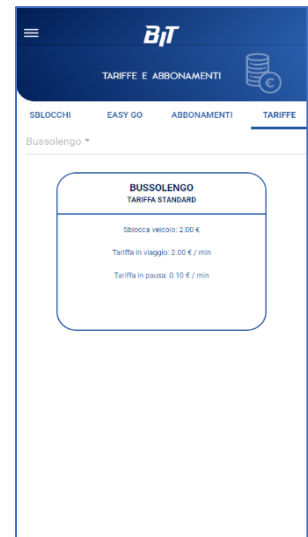 BiT
TARIFFE E ABBONAMENTI
SBLOCCHI EASY GO ABBONAMENTI TARIFFE
Bussolengo
BUSSOLENGO
TARIFFA STANDARD
Sblocca veicolo: 2.00 €
Tariffa in viaggio: 2.00 € / min
Tariffa in pausa: 0.10 € / min